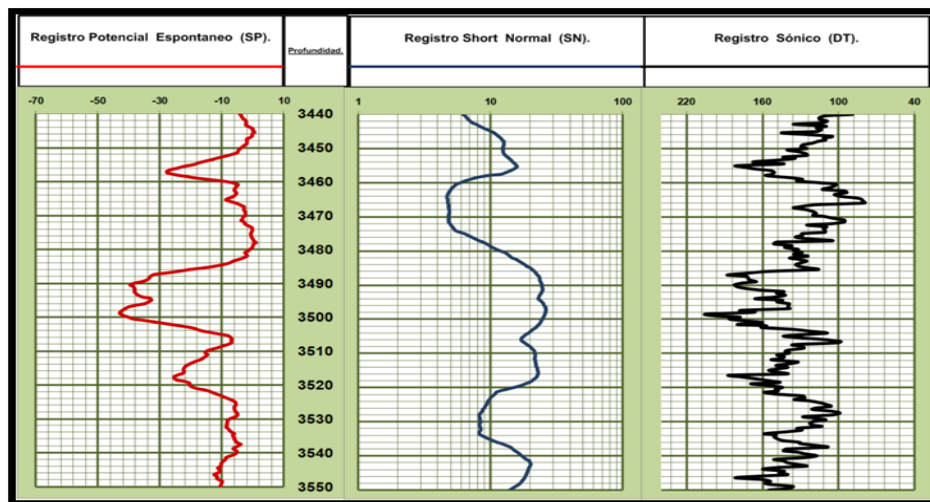 Registro Potencial Espontaneo (SP).
Profundidad.
Registro Short Normal (SN).
Registro Sónico (DT).
-70 -50 -30 -10 10
1 10 100
220 160 100 40
3440
3450
3460
3470
3480
3490
3500
3510
3520
3530
3540
3550